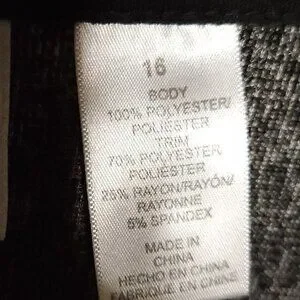 16
BODY
100% POLYESTER/
POLIESTER
TRIM
70% POLYESTER
POLIESTER
25% RAYON/RAYÓN/
RAYONNE
5% SPANDEX
MADE IN
CHINA
HECHO EN CHINA
FABRIQUE EN CHINE